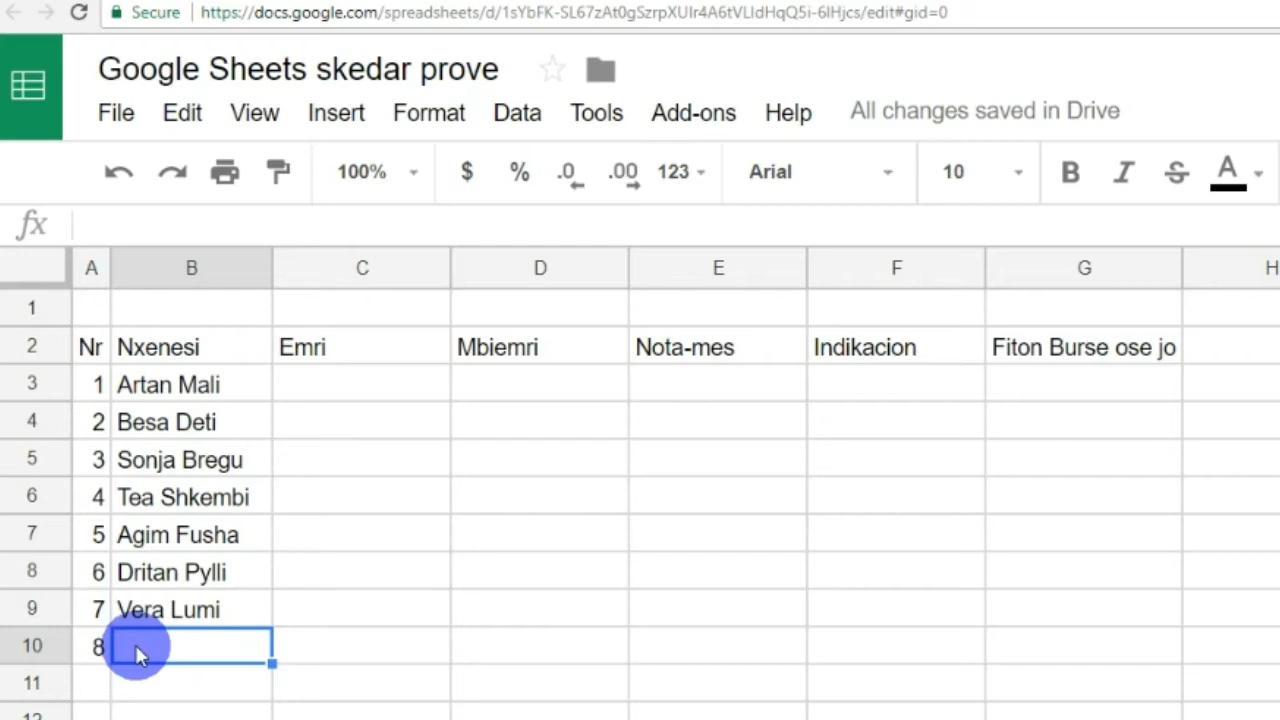 Secure https://docs.google.com/spreadsheets/d/1sYbFK-SL67zAt0gSzrpXUIr4A6tVLIdHqQ5i-6IHjcs/edit#gid=0
Google Sheets skedar prove
File Edit View Insert Format Data Tools Add-ons Help All changes saved in Drive
100% $ % .0 .00 123 Arial 10 B I S A
fx
A B C D E F G H
1
2 Nr Nxenesi Emri Mbiemri Nota-mes Indikacion Fiton Burse ose jo
3 1 Artan Mali
4 2 Besa Deti
5 3 Sonja Bregu
6 4 Tea Shkembi
7 5 Agim Fusha
8 6 Dritan Pylli
9 7 Vera Lumi
10 8
11
12